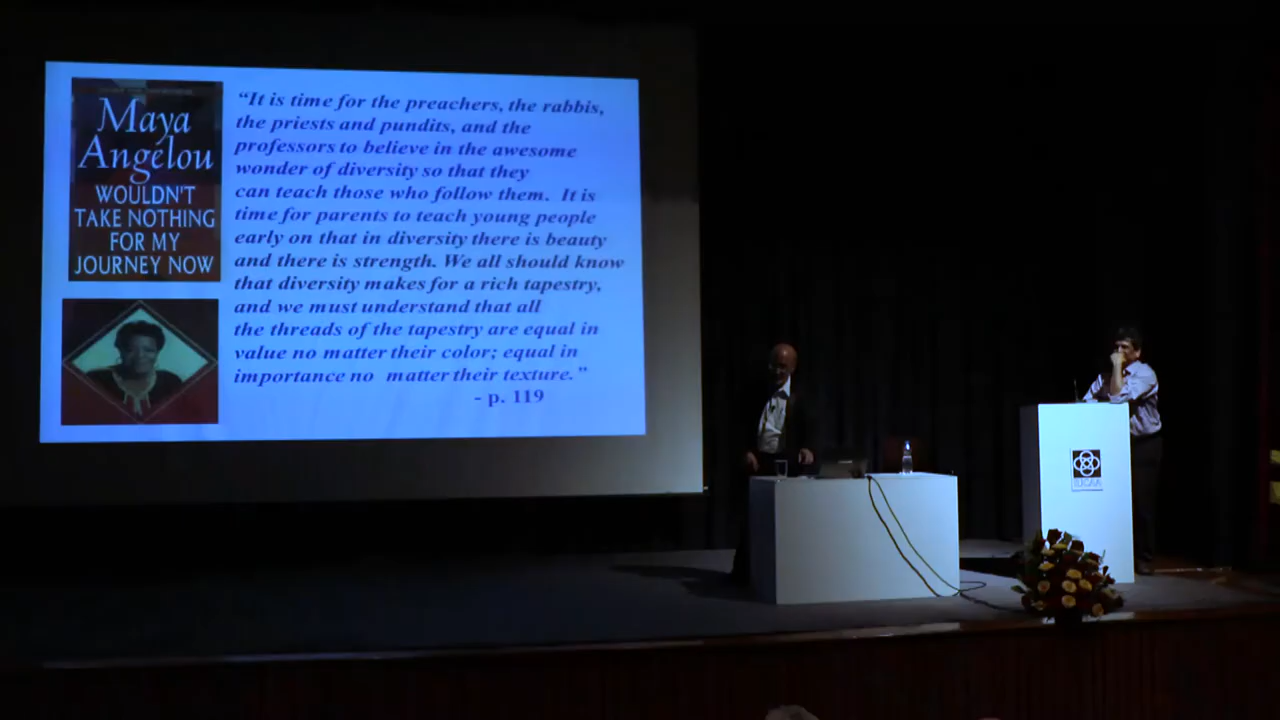 Maya
Angelou
WOULDN'T
TAKE NOTHING
FOR MY
JOURNEY NOW
“It is time for the preachers, the rabbis,
the priests and pundits, and the
professors to believe in the awesome
wonder of diversity so that they
can teach those who follow them. It is
time for parents to teach young people
early on that in diversity there is beauty
and there is strength. We all should know
that diversity makes for a rich tapestry,
and we must understand that all
the threads of the tapestry are equal in
value no matter their color; equal in
importance no matter their texture.”
- p. 119
IUCAA